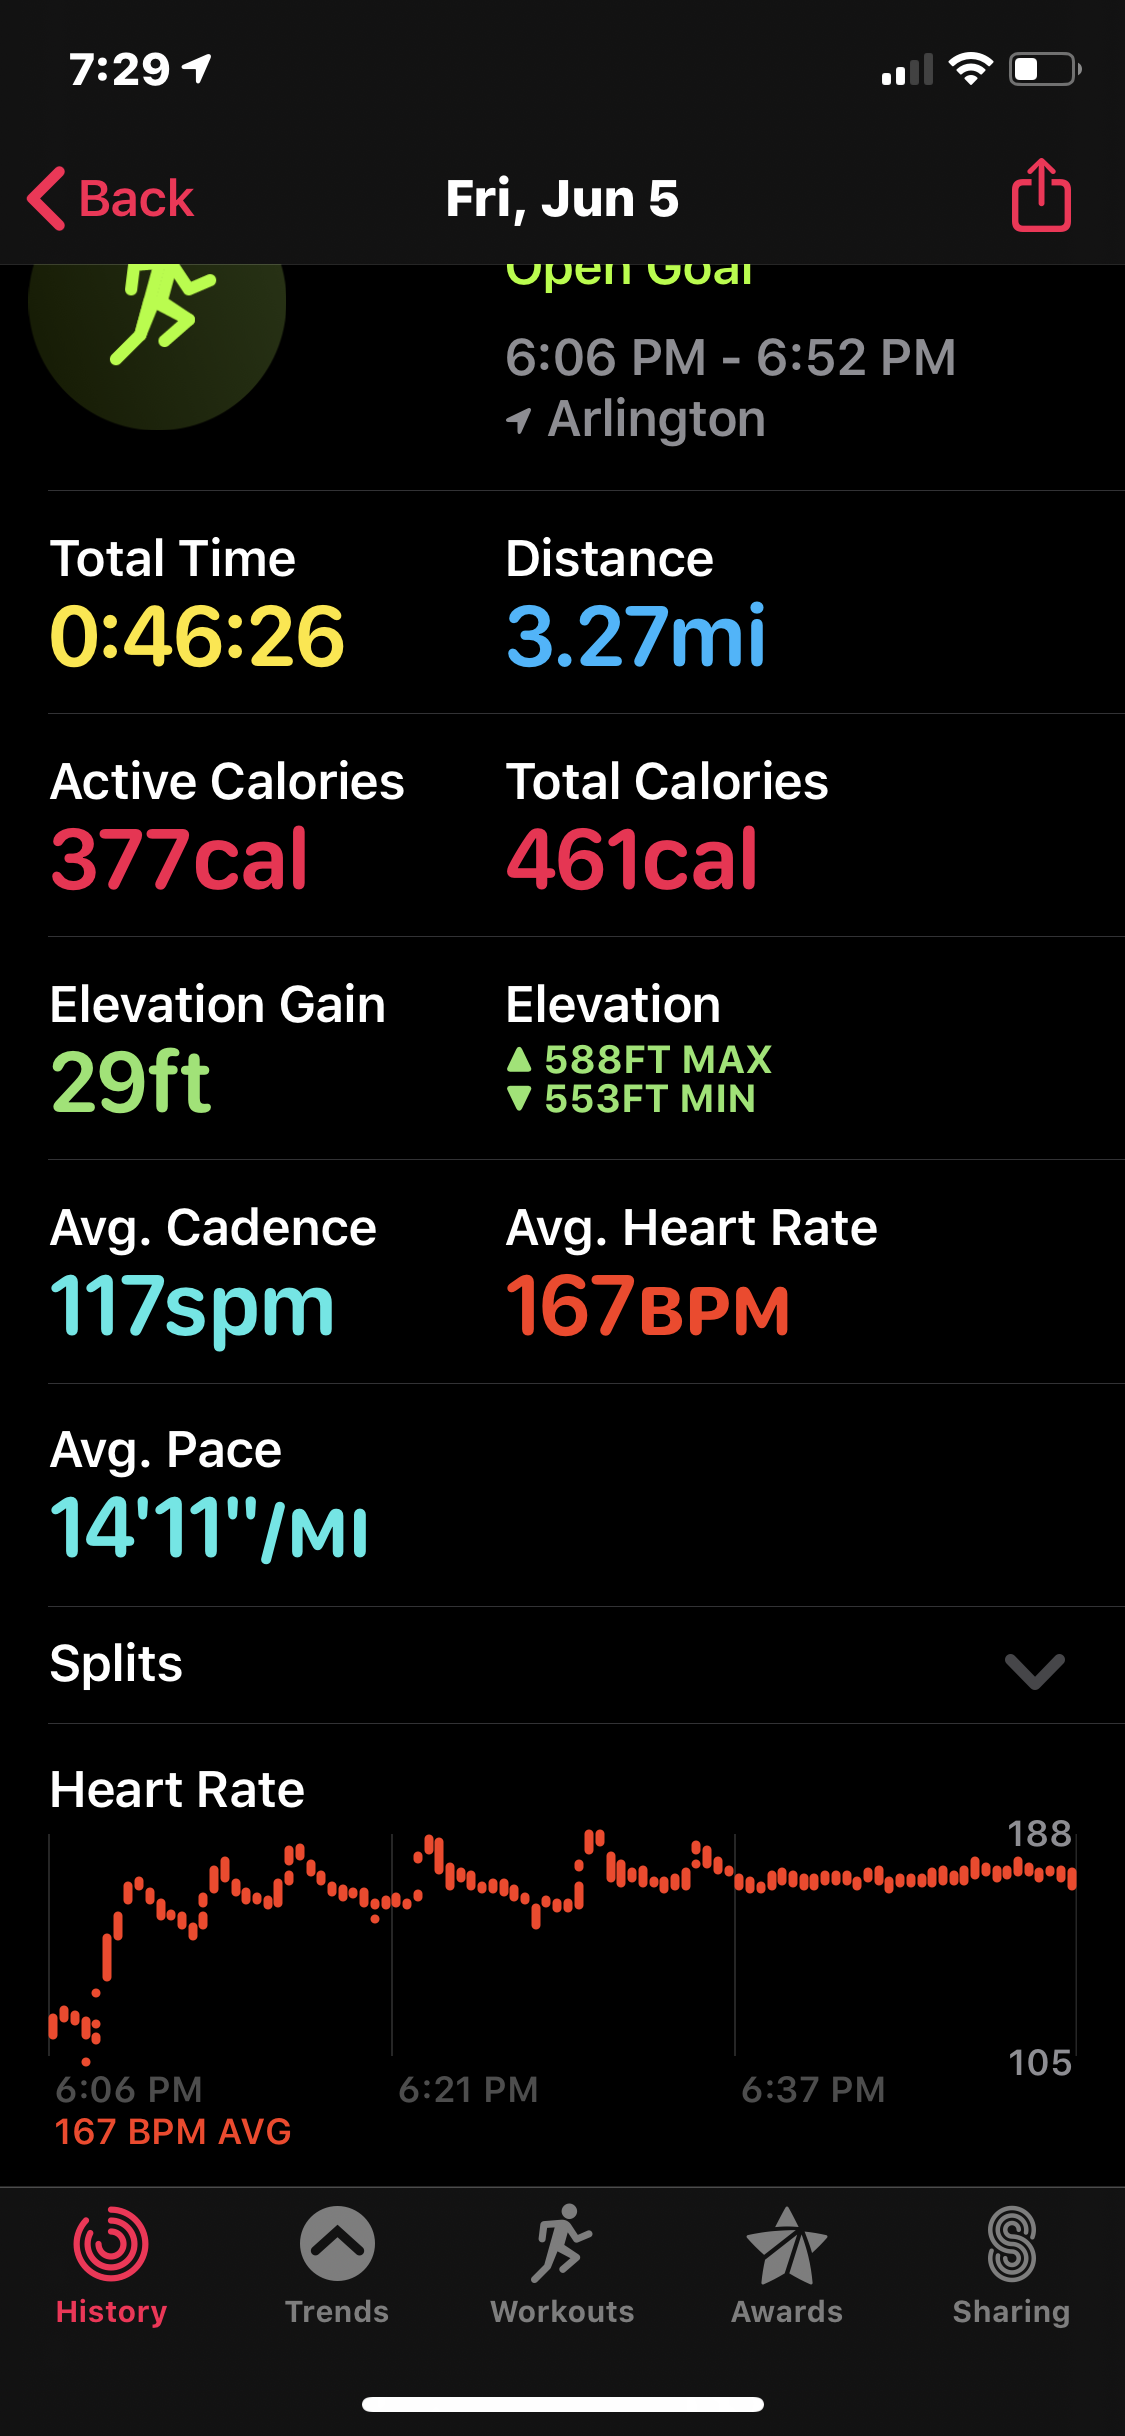 7:29
Back
Fri, Jun 5
Open Goal
6:06 PM - 6:52 PM
Arlington
Total Time
Distance
0:46:26
3.27mi
Active Calories
Total Calories
377cal
461cal
Elevation Gain
Elevation
29ft
588FT MAX
553FT MIN
Avg. Cadence
Avg. Heart Rate
117spm
167BPM
Avg. Pace
14'11"/MI
Splits
Heart Rate
188
105
6:06 PM
6:21 PM
6:37 PM
167 BPM AVG
History
Trends
Workouts
Awards
Sharing